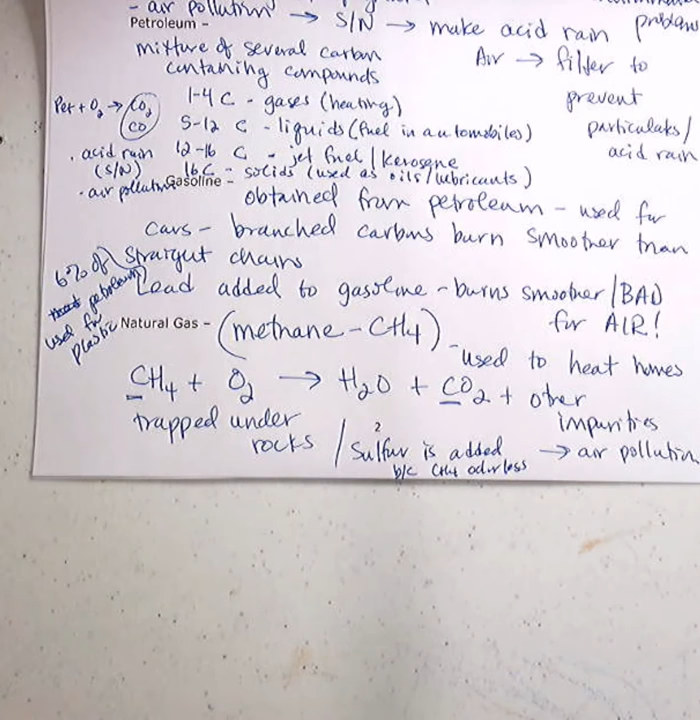 - air pollution → S/N → make acid rain problems
Petroleum -
mixture of several carbon
containing compounds
Air → filter to
prevent
particulates/
acid rain
Pet + O2 → CO2
CO
1-4 C - gases (heating)
5-12 C - liquids (fuel in automobiles)
. acid rain
(S/N)
. air pollution
12-16 C - jet fuel / kerosene
16 C - solids (used as oils/lubricants)
Gasoline -
obtained from petroleum - used for
cars - branched carbons burn smoother than
straight chains
6% of
petroleum
used for
plastic
Lead added to gasoline - burns smoother / BAD
for AIR!
Natural Gas - (methane - CH4)
- used to heat homes
CH4 + O2 → H2O + CO2 + other
impurities
→ air pollution
trapped under
rocks / Sulfur is added
b/c CH4 odorless
2